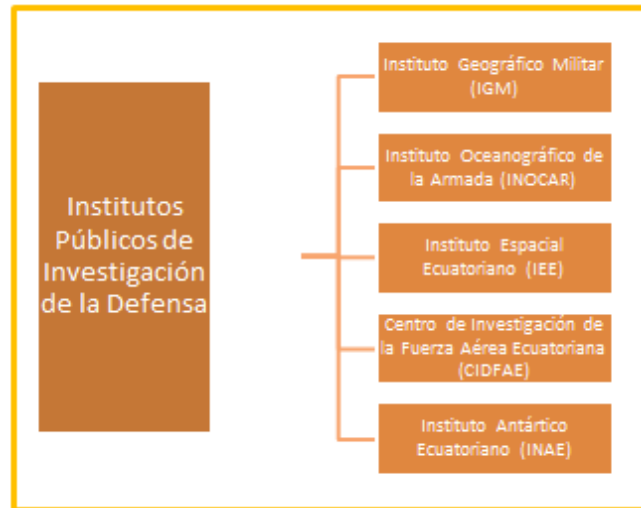 Institutos
Públicos de
Investigación
de la Defensa
Instituto Geográfico Militar
(IGM)
Instituto Oceanográfico de
la Armada (INOCAR)
Instituto Espacial
Ecuatoriano (IEE)
Centro de Investigación de
la Fuerza Aérea Ecuatoriana
(CIDFAE)
Instituto Antártico
Ecuatoriano (INAE)